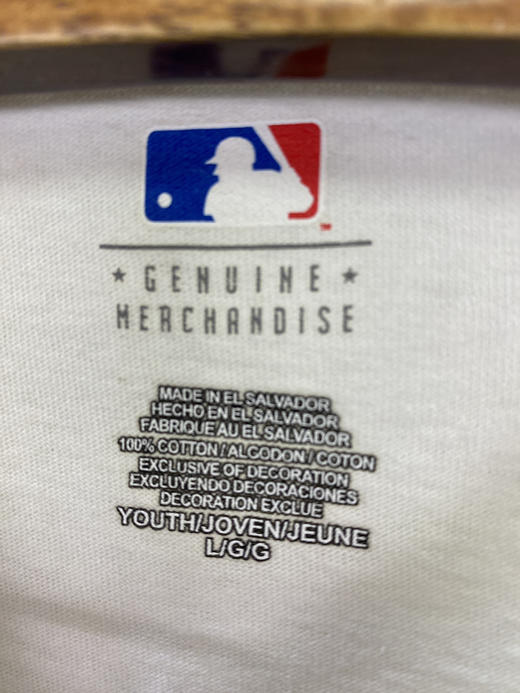 ™
★ GENUINE ★
MERCHANDISE
MADE IN EL SALVADOR
HECHO EN EL SALVADOR
FABRIQUE AU EL SALVADOR
100% COTTON / ALGODON / COTON
EXCLUSIVE OF DECORATION
EXCLUYENDO DECORACIONES
DECORATION EXCLUE
YOUTH/JOVEN/JEUNE
L/G/G